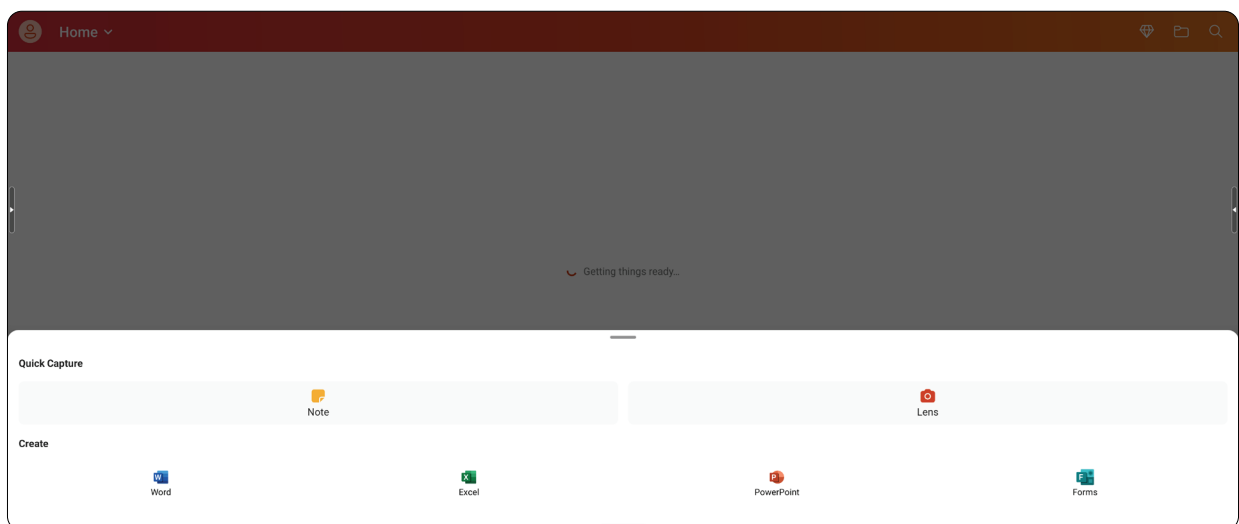 Home
Getting things ready...
Quick Capture
Note
Lens
Create
Word
Excel
PowerPoint
Forms